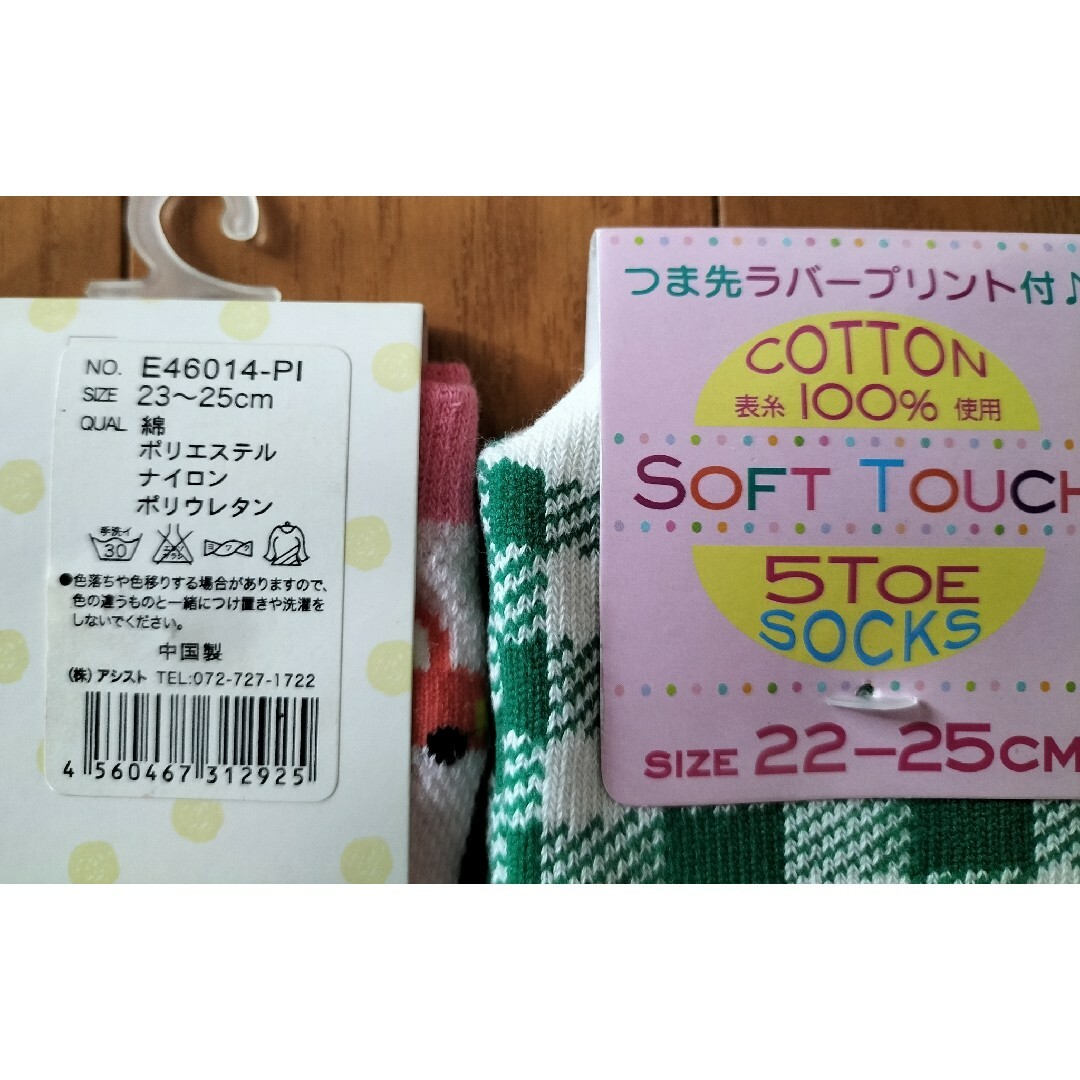 NO. E46014-PI
SIZE 23～25cm
QUAL 綿
ポリエステル
ナイロン
ポリウレタン
手洗イ
30
●色落ちや色移りする場合がありますので、
色の違うものと一緒につけ置きや洗濯を
しないでください。
中国製
(株) アシスト TEL:072-727-1722
4 560467 312925
つま先ラバープリント付♪
COTTON
表糸 100% 使用
SOFT TOUCH
5TOE
SOCKS
SIZE 22–25CM